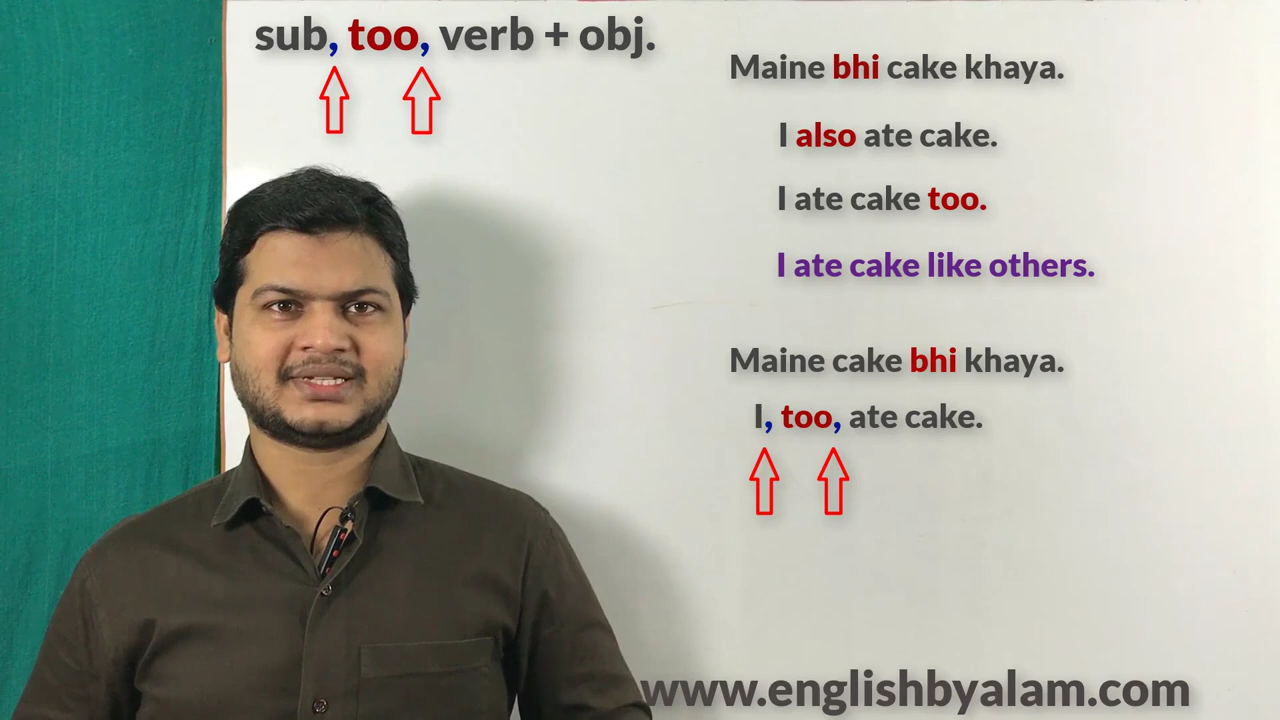 sub, too, verb + obj.
Maine bhi cake khaya.
I also ate cake.
I ate cake too.
I ate cake like others.
Maine cake bhi khaya.
I, too, ate cake.
www.englishbyalam.com